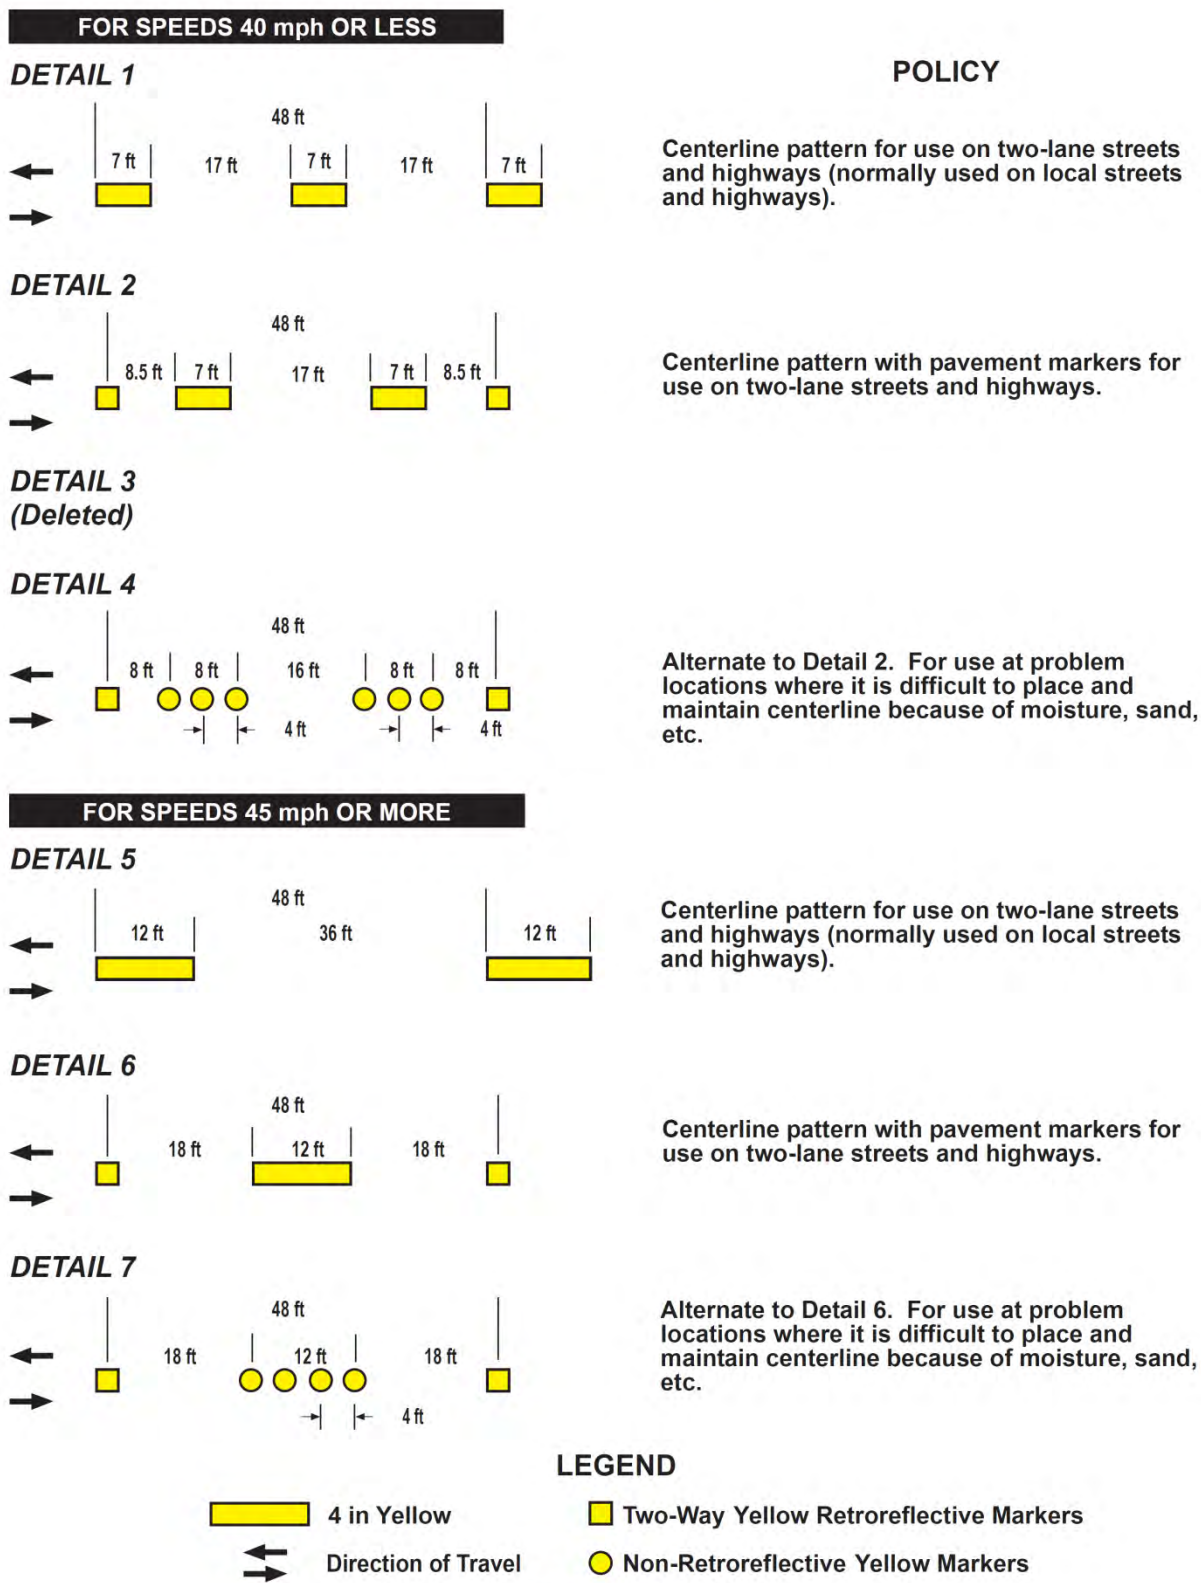 FOR SPEEDS 40 mph OR LESS
DETAIL 1
POLICY
48 ft
7 ft 17 ft 7 ft 17 ft 7 ft
Centerline pattern for use on two-lane streets
and highways (normally used on local streets
and highways).
DETAIL 2
48 ft
8.5 ft 7 ft 17 ft 7 ft 8.5 ft
Centerline pattern with pavement markers for
use on two-lane streets and highways.
DETAIL 3
(Deleted)
DETAIL 4
48 ft
8 ft 8 ft 16 ft 8 ft 8 ft
4 ft 4 ft
Alternate to Detail 2. For use at problem
locations where it is difficult to place and
maintain centerline because of moisture, sand,
etc.
FOR SPEEDS 45 mph OR MORE
DETAIL 5
48 ft
12 ft 36 ft 12 ft
Centerline pattern for use on two-lane streets
and highways (normally used on local streets
and highways).
DETAIL 6
48 ft
18 ft 12 ft 18 ft
Centerline pattern with pavement markers for
use on two-lane streets and highways.
DETAIL 7
48 ft
18 ft 12 ft 18 ft
4 ft
Alternate to Detail 6. For use at problem
locations where it is difficult to place and
maintain centerline because of moisture, sand,
etc.
LEGEND
4 in Yellow
Two-Way Yellow Retroreflective Markers
Direction of Travel
Non-Retroreflective Yellow Markers